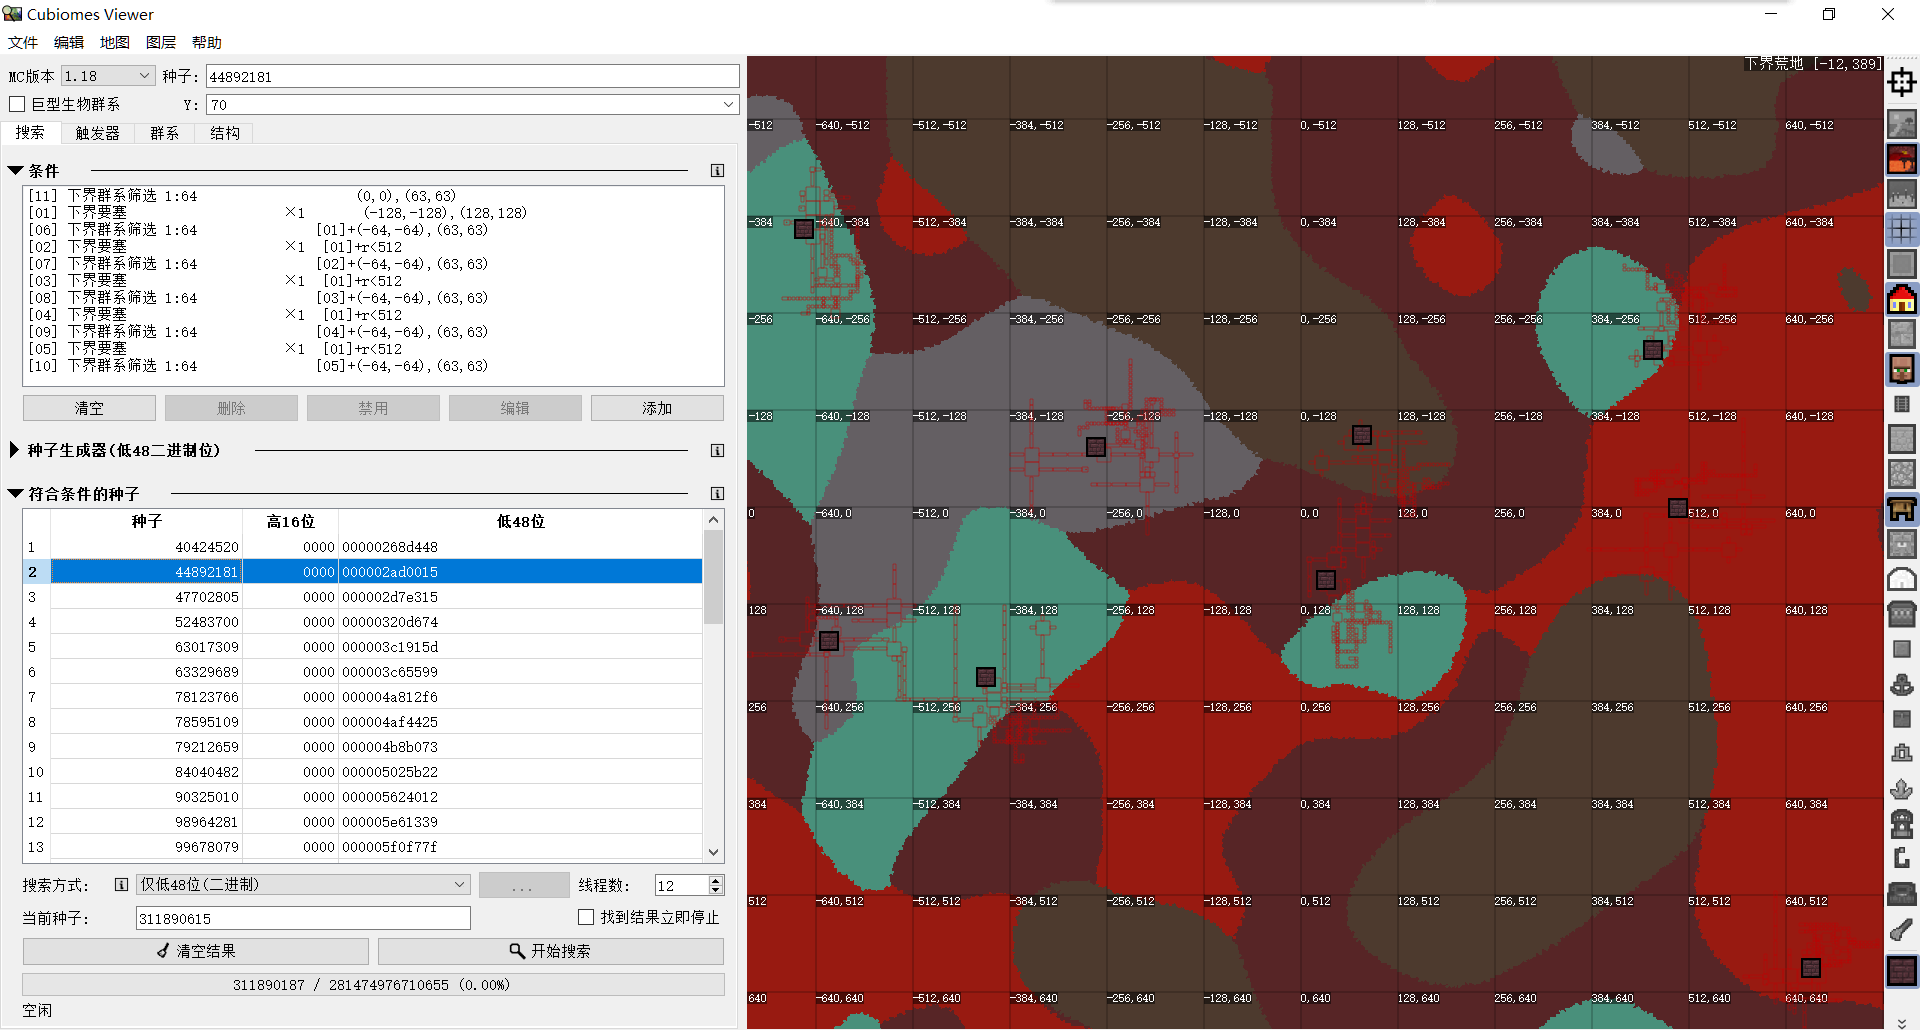 Cubiomes Viewer
文件 编辑 地图 图层 帮助
MC版本 1.18 种子: 44892181
巨型生物群系 Y: 70
搜索 触发器 群系 结构
条件
[11] 下界群系筛选 1:64 (0,0),(63,63)
[01] 下界要塞 ×1 (-128,-128),(128,128)
[06] 下界群系筛选 1:64 [01]+(-64,-64),(63,63)
[02] 下界要塞 ×1 [01]+r<512
[07] 下界群系筛选 1:64 [02]+(-64,-64),(63,63)
[03] 下界要塞 ×1 [01]+r<512
[08] 下界群系筛选 1:64 [03]+(-64,-64),(63,63)
[04] 下界要塞 ×1 [01]+r<512
[09] 下界群系筛选 1:64 [04]+(-64,-64),(63,63)
[05] 下界要塞 ×1 [01]+r<512
[10] 下界群系筛选 1:64 [05]+(-64,-64),(63,63)
清空 删除 禁用 编辑 添加
种子生成器(低48二进制位)
符合条件的种子
种子 高16位 低48位
1 40424520 0000 00000268d448
2 44892181 0000 000002ad0015
3 47702805 0000 000002d7e315
4 52483700 0000 00000320d674
5 63017309 0000 000003c1915d
6 63329689 0000 000003c65599
7 78123766 0000 000004a812f6
8 78595109 0000 000004af4425
9 79212659 0000 000004b8b073
10 84040482 0000 000005025b22
11 90325010 0000 000005624012
12 98964281 0000 000005e61339
13 99678079 0000 000005f0f77f
搜索方式: 仅低48位(二进制) ... 线程数: 12
当前种子: 311890615 找到结果立即停止
清空结果 开始搜索
311890187 / 281474976710655 (0.00%)
空闲
下界荒地 [-12,389]
-512 -640,-512 -512,-512 -384,-512 -256,-512 -128,-512 0,-512 128,-512 256,-512 384,-512 512,-512 640,-512
-384 -640,-384 -512,-384 -384,-384 -256,-384 -128,-384 0,-384 128,-384 256,-384 384,-384 512,-384 640,-384
-256 -640,-256 -512,-256 -384,-256 -256,-256 -128,-256 0,-256 128,-256 256,-256 384,-256 512,-256 640,-256
-128 -640,-128 -512,-128 -384,-128 -256,-128 -128,-128 0,-128 128,-128 256,-128 384,-128 512,-128 640,-128
0 -640,0 -512,0 -384,0 -256,0 -128,0 0,0 128,0 256,0 384,0 512,0 640,0
128 -640,128 -512,128 -384,128 -256,128 -128,128 0,128 128,128 256,128 384,128 512,128 640,128
256 -640,256 -512,256 -384,256 -256,256 -128,256 0,256 128,256 256,256 384,256 512,256 640,256
384 -640,384 -512,384 -384,384 -256,384 -128,384 0,384 128,384 256,384 384,384 512,384 640,384
512 -640,512 -512,512 -384,512 -256,512 -128,512 0,512 128,512 256,512 384,512 512,512 640,512
640 -640,640 -512,640 -384,640 -256,640 -128,640 0,640 128,640 256,640 384,640 512,640 640,640